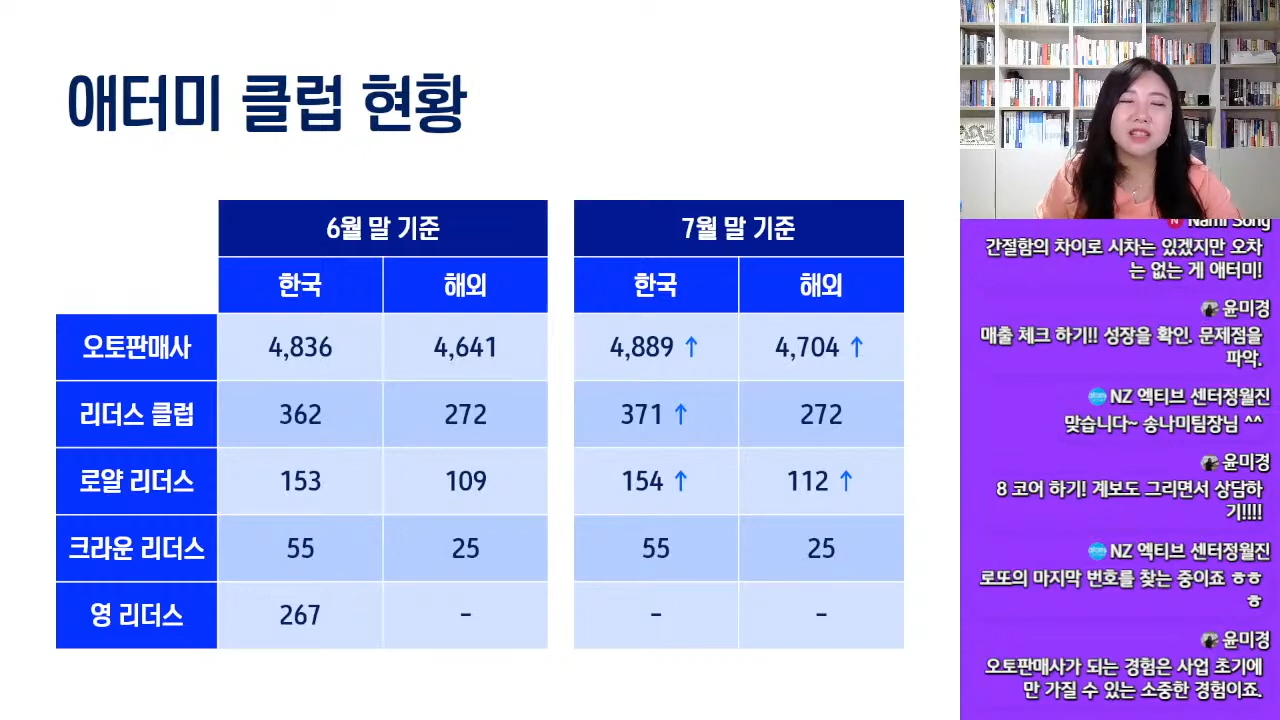 애터미 클럽 현황
6월 말 기준 7월 말 기준
한국 해외 한국 해외
오토판매사 4,836 4,641 4,889 ↑ 4,704 ↑
리더스 클럽 362 272 371 ↑ 272
로얄 리더스 153 109 154 ↑ 112 ↑
크라운 리더스 55 25 55 25
영 리더스 267 - - -
N Nami Song
간절함의 차이로 시차는 있겠지만 오차
는 없는 게 애터미!
윤미경
매출 체크 하기!! 성장을 확인. 문제점을
파악.
NZ 엑티브 센터정월진
맞습니다~ 송나미팀장님 ^^
윤미경
8 코어 하기! 계보도 그리면서 상담하
기!!!!
NZ 엑티브 센터정월진
로또의 마지막 번호를 찾는 중이죠 ㅎㅎ
ㅎ
윤미경
오토판매사가 되는 경험은 사업 초기에
만 가질 수 있는 소중한 경험이죠.